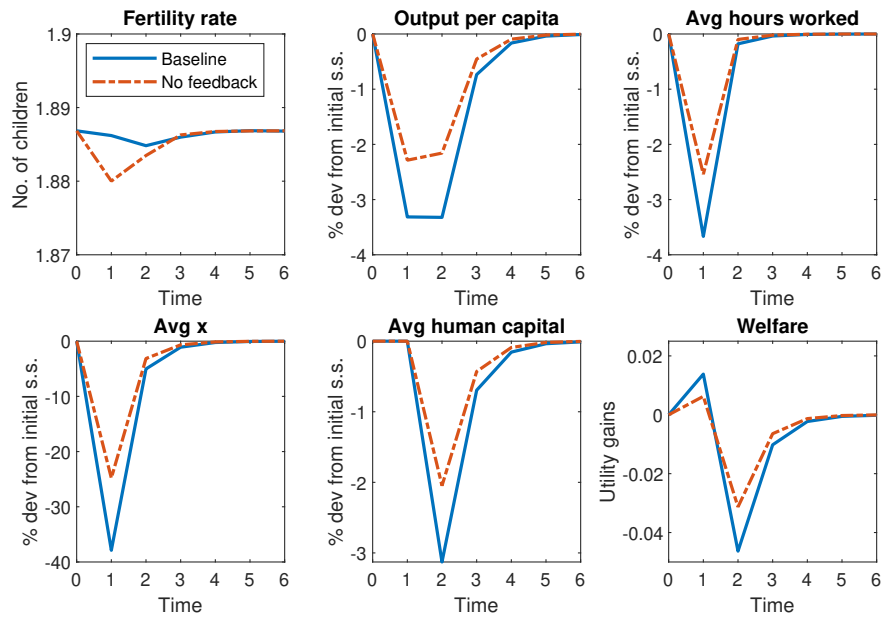 Fertility rate
1.9
1.89
1.88
1.87
No. of children
Baseline
No feedback
0 1 2 3 4 5 6
Time
Output per capita
0
-1
-2
-3
-4
% dev from initial s.s.
0 1 2 3 4 5 6
Time
Avg hours worked
0
-1
-2
-3
-4
% dev from initial s.s.
0 1 2 3 4 5 6
Time
Avg x
0
-10
-20
-30
-40
% dev from initial s.s.
0 1 2 3 4 5 6
Time
Avg human capital
0
-1
-2
-3
% dev from initial s.s.
0 1 2 3 4 5 6
Time
Welfare
0.02
0
-0.02
-0.04
Utility gains
0 1 2 3 4 5 6
Time